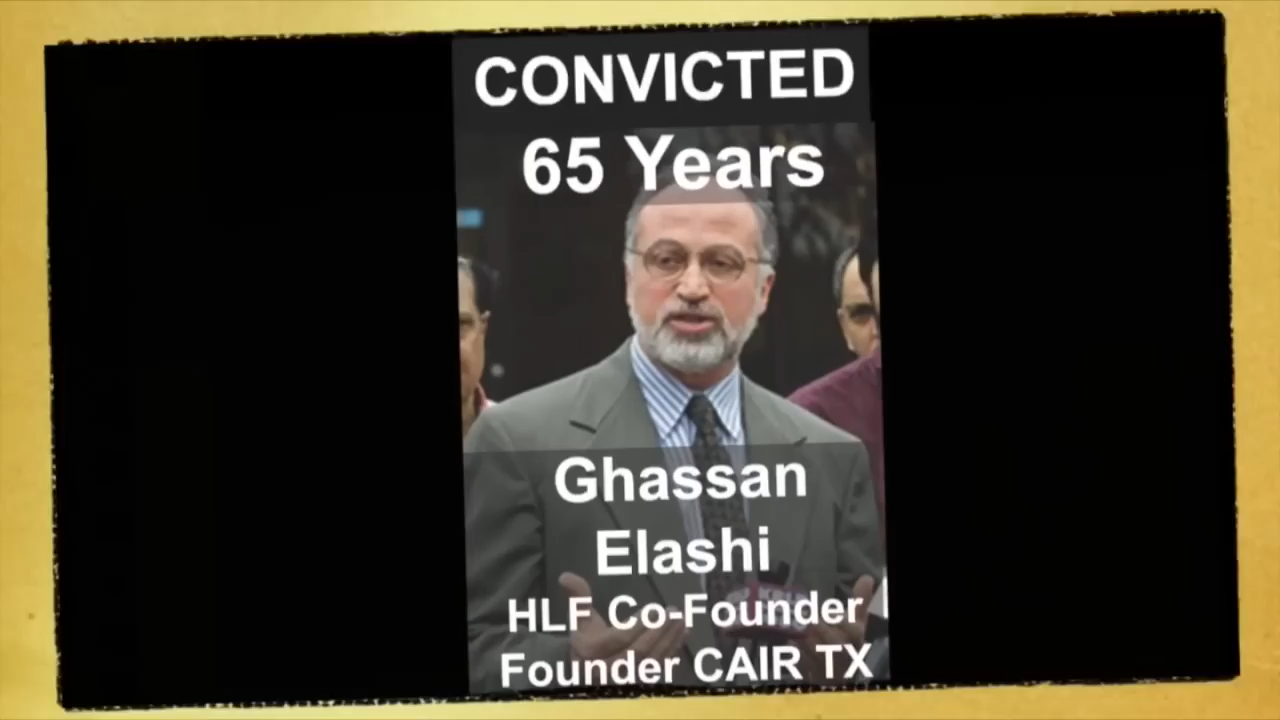 CONVICTED
65 Years
Ghassan
Elashi
HLF Co-Founder
Founder CAIR TX